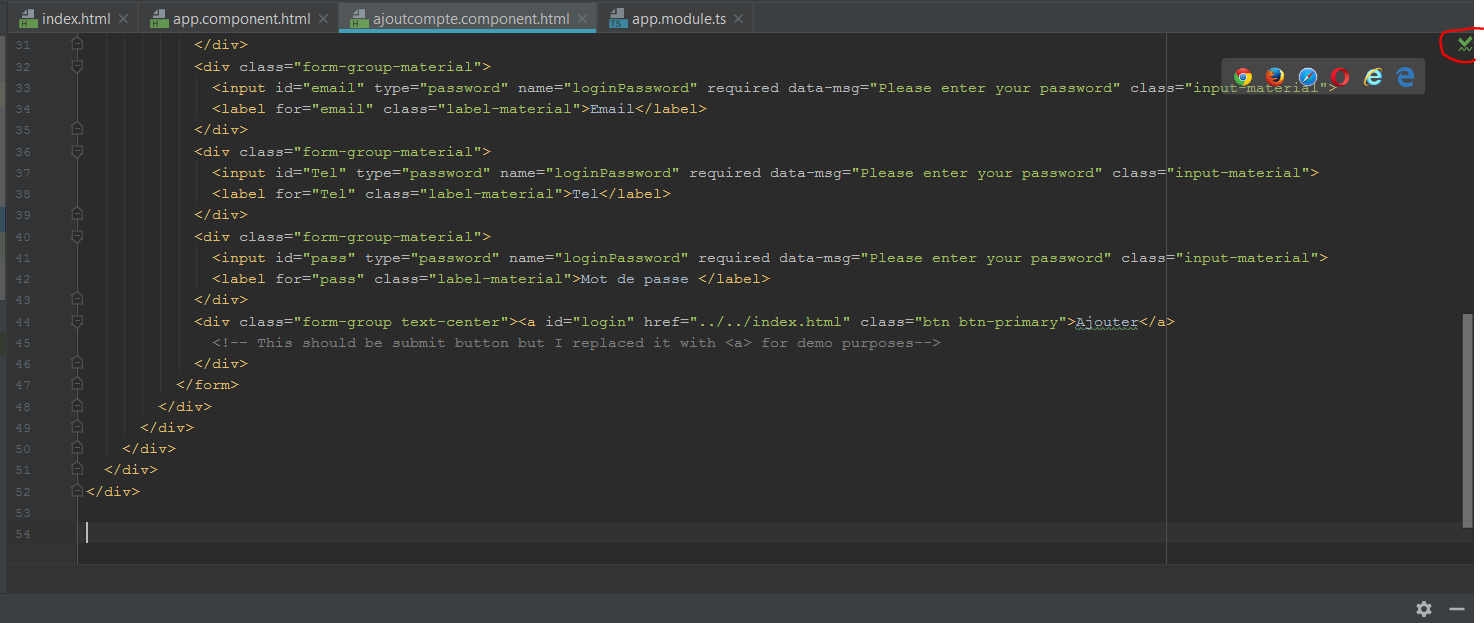 index.html app.component.html ajoutcompte.component.html app.module.ts
31 </div>
32 <div class="form-group-material">
33 <input id="email" type="password" name="loginPassword" required data-msg="Please enter your password" class="input-material">
34 <label for="email" class="label-material">Email</label>
35 </div>
36 <div class="form-group-material">
37 <input id="Tel" type="password" name="loginPassword" required data-msg="Please enter your password" class="input-material">
38 <label for="Tel" class="label-material">Tel</label>
39 </div>
40 <div class="form-group-material">
41 <input id="pass" type="password" name="loginPassword" required data-msg="Please enter your password" class="input-material">
42 <label for="pass" class="label-material">Mot de passe </label>
43 </div>
44 <div class="form-group text-center"><a id="login" href="../../index.html" class="btn btn-primary">Ajouter</a>
45 <!-- This should be submit button but I replaced it with <a> for demo purposes-->
46 </div>
47 </form>
48 </div>
49 </div>
50 </div>
51 </div>
52 </div>
53
54